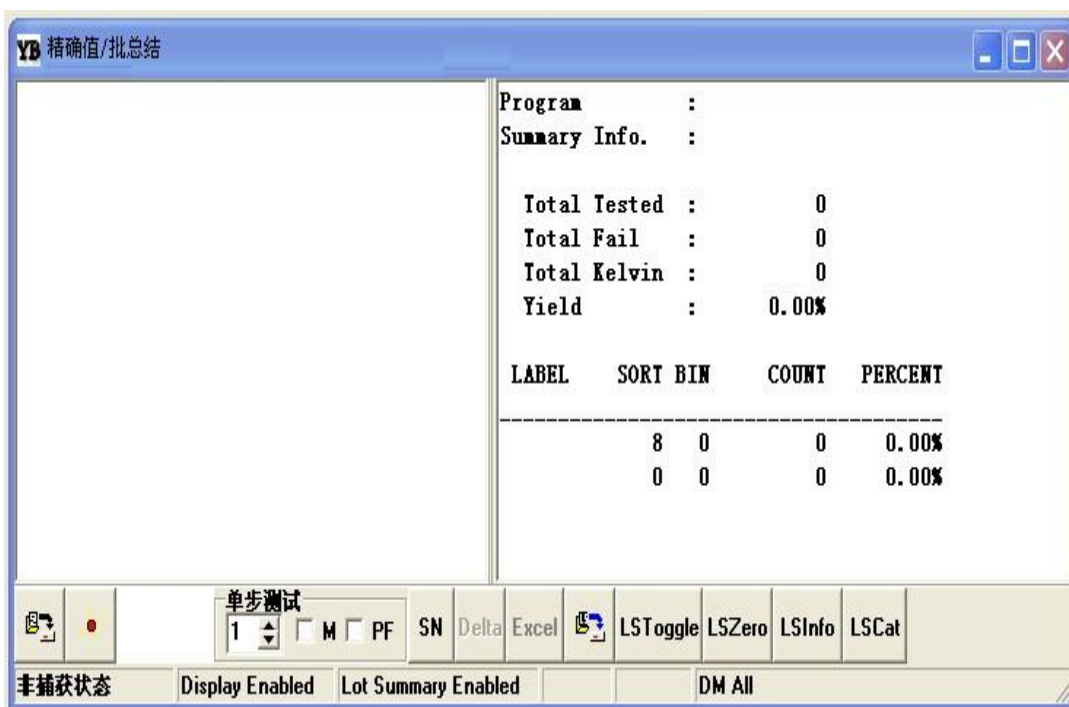 YB 精确值/批总结
Program :
Summary Info. :
Total Tested : 0
Total Fail : 0
Total Kelvin : 0
Yield : 0.00%
LABEL SORT BIN COUNT PERCENT
8 0 0 0.00%
0 0 0 0.00%
单步测试
1 M PF SN Delta Excel LSToggle LSZero LSInfo LSCat
非捕获状态 Display Enabled Lot Summary Enabled DM All